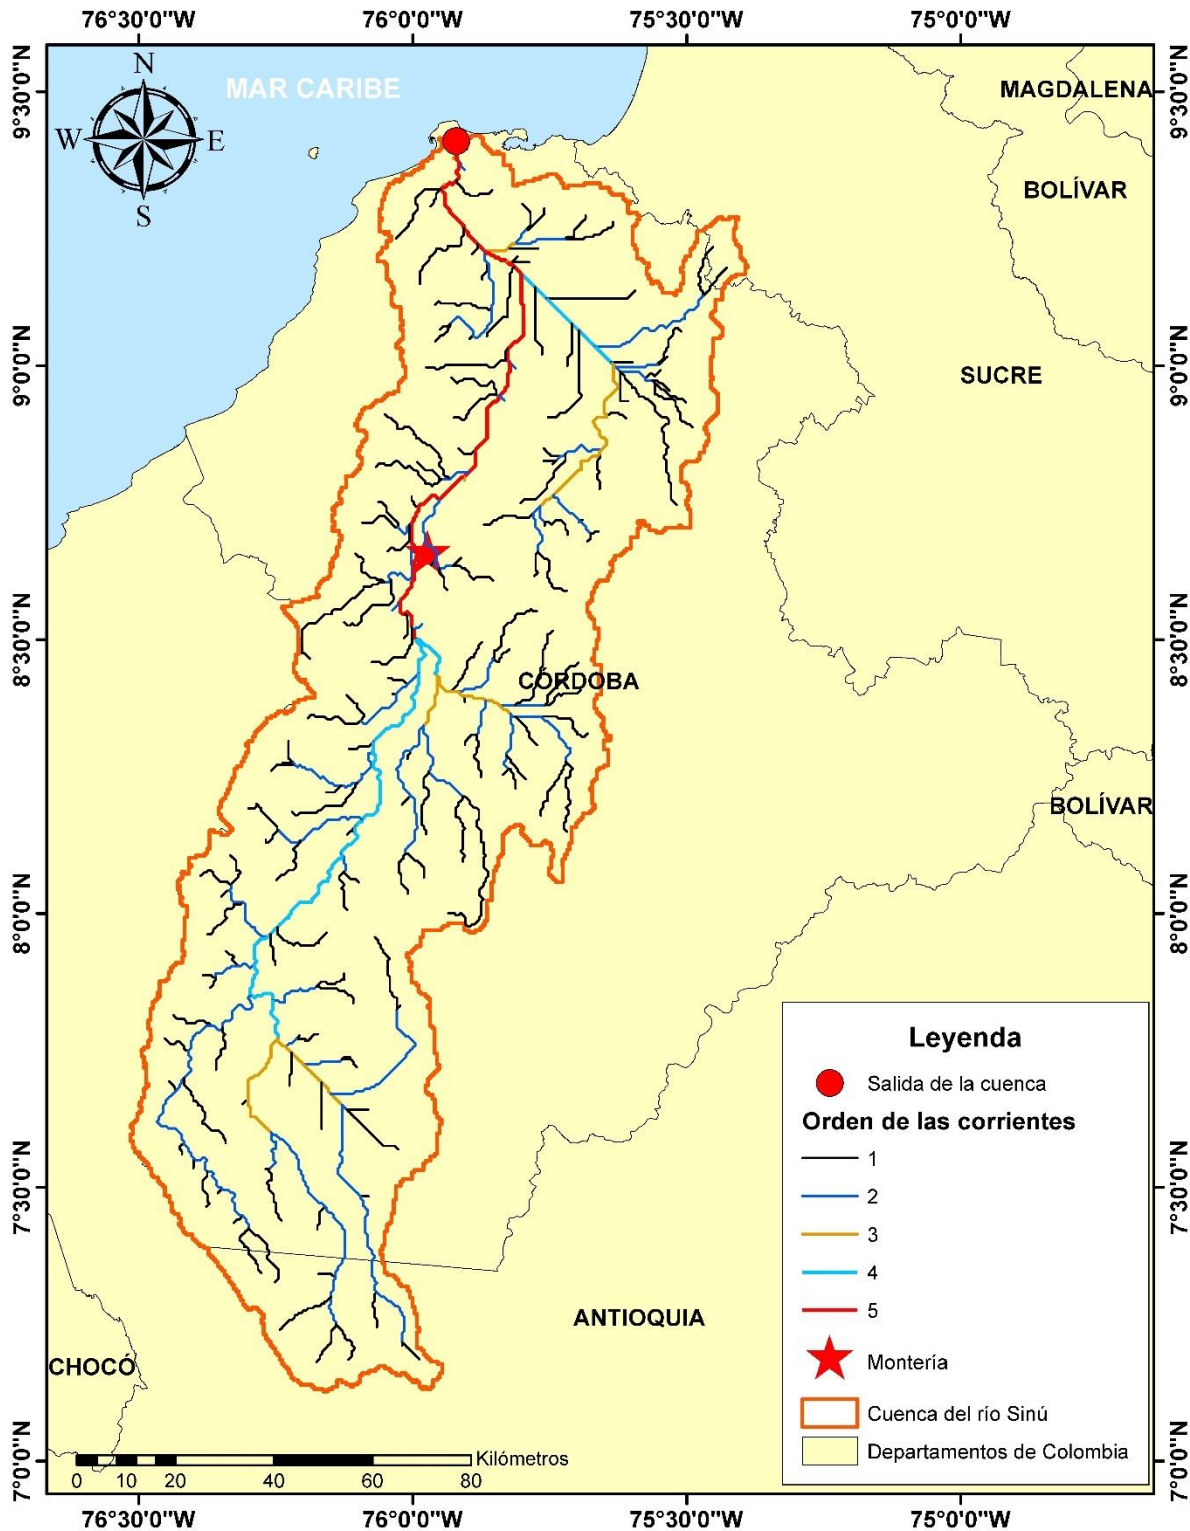 76°30'0"W 76°0'0"W 75°30'0"W 75°0'0"W
9°30'0"N
9°0'0"N
8°30'0"N
8°0'0"N
7°30'0"N
7°0'0"N
N
W E
S
MAR CARIBE
MAGDALENA
BOLÍVAR
SUCRE
CÓRDOBA
BOLÍVAR
ANTIOQUIA
CHOCÓ
Leyenda
Salida de la cuenca
Orden de las corrientes
1
2
3
4
5
Montería
Cuenca del río Sinú
Departamentos de Colombia
Kilómetros
0 10 20 40 60 80
9°30'0"N
9°0'0"N
8°30'0"N
8°0'0"N
7°30'0"N
7°0'0"N
76°30'0"W 76°0'0"W 75°30'0"W 75°0'0"W